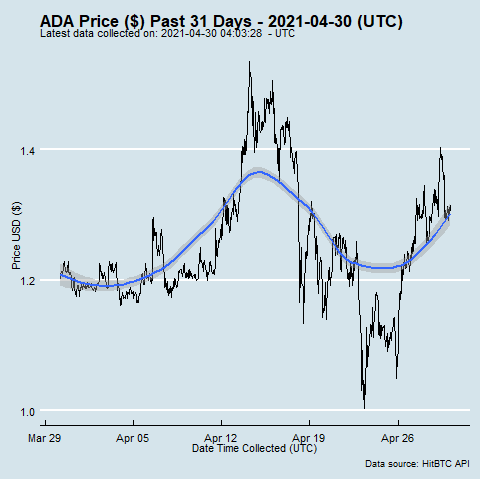 ADA Price ($) Past 31 Days - 2021-04-30 (UTC)
Latest data collected on: 2021-04-30 04:03:28 - UTC
Price USD ($)
1.4
1.3
1.2
1.0
Mar 29 Apr 05 Apr 12 Apr 19 Apr 26
Date Time Collected (UTC)
Data source: HitBTC API